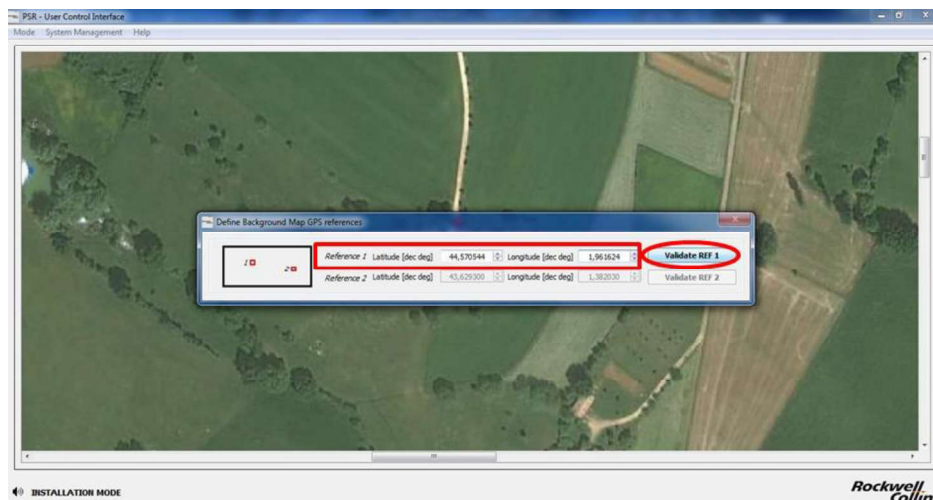 PSR - User Control Interface
Mode System Management Help
Define Background Map GPS references
1 Reference 1 Latitude [dec deg] 44,570544 Longitude [dec deg] 1,961624 Validate REF 1
2 Reference 2 Latitude [dec deg] 43,629300 Longitude [dec deg] 1,382030 Validate REF 2
INSTALLATION MODE
Rockwell
Collin